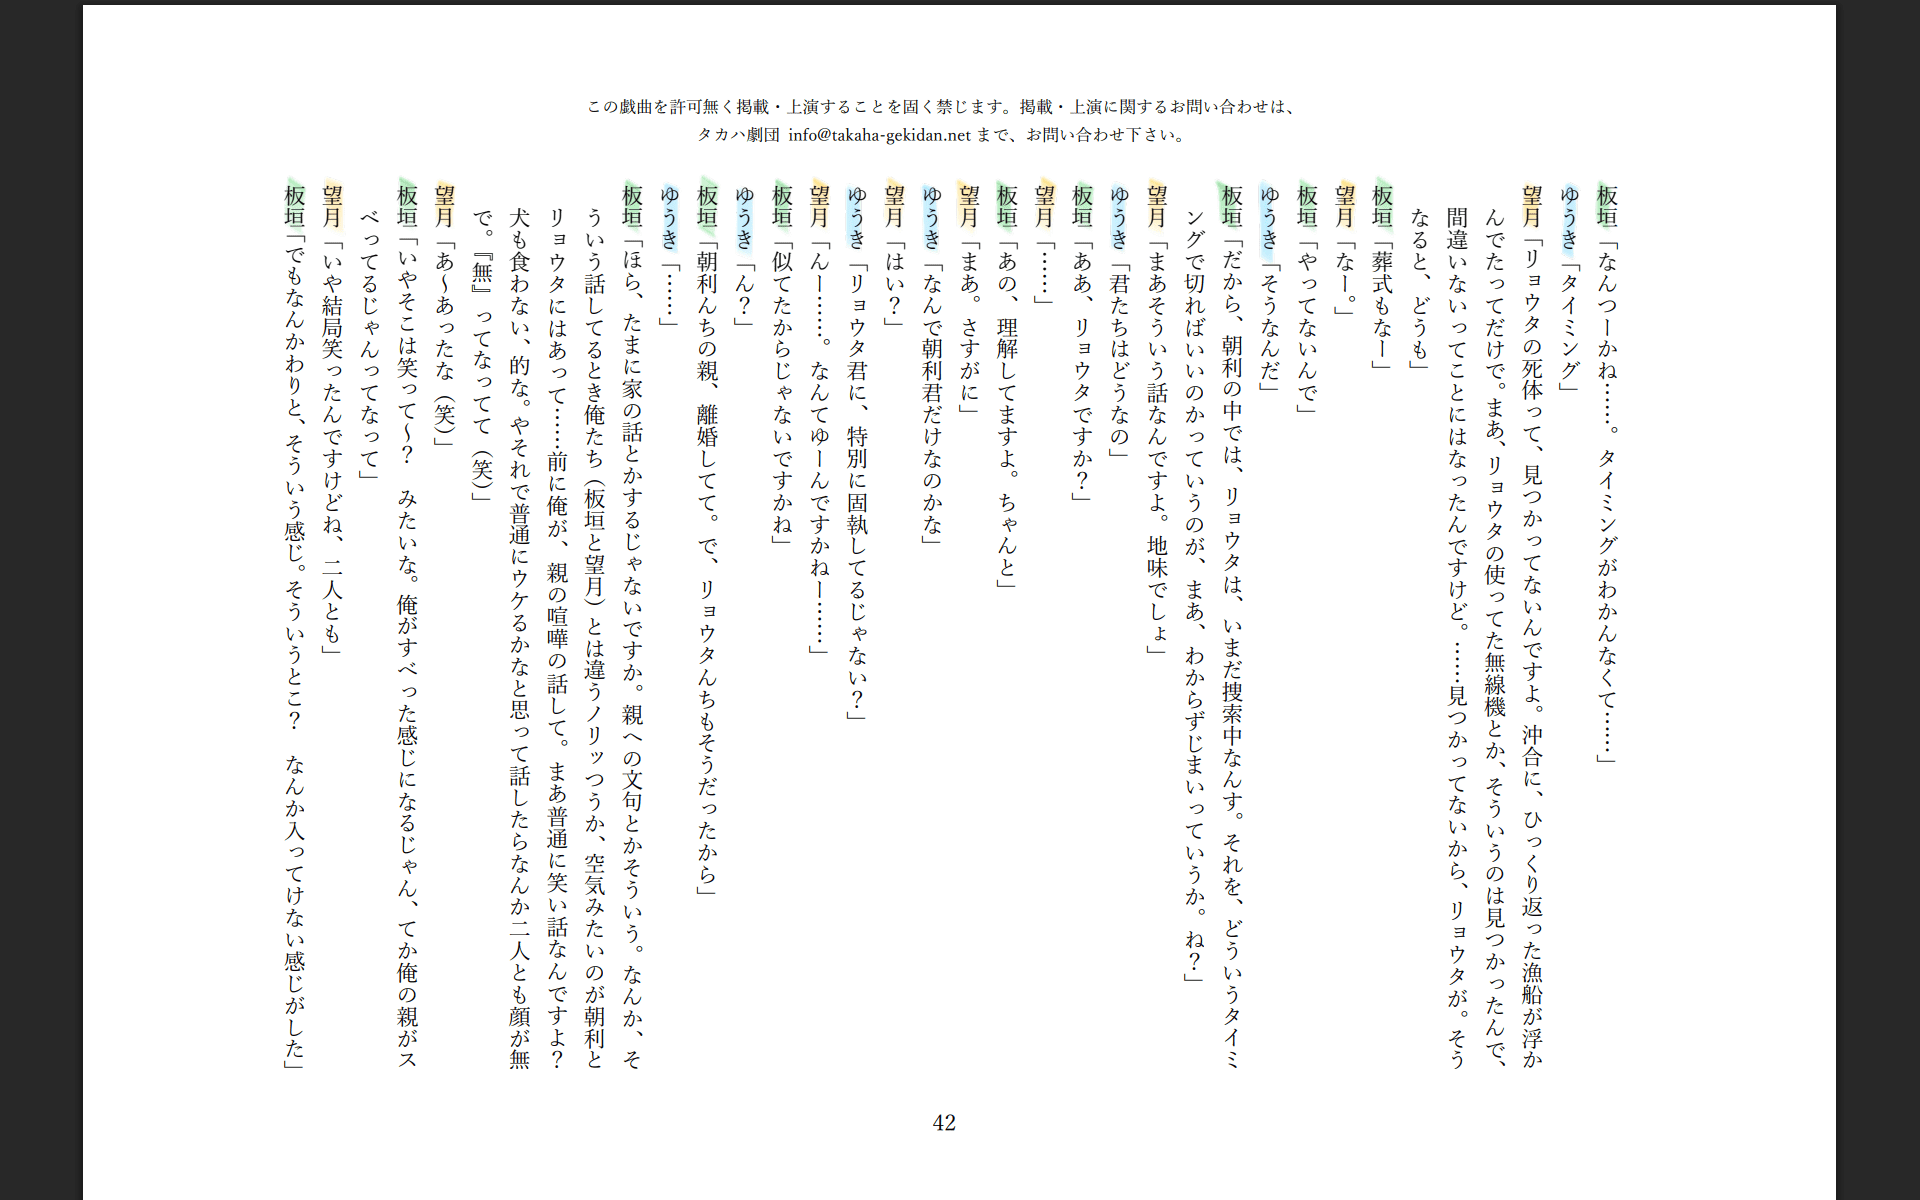 この戯曲を許可無く掲載・上演することを固く禁じます。掲載・上演に関するお問い合わせは、
タカハ劇団 info@takaha-gekidan.net まで、お問い合わせ下さい。
板垣「なんつーかね……。タイミングがわかんなくて……」
ゆうき「タイミング」
望月「リョウタの死体って、見つかってないんですよ。沖合に、ひっくり返った漁船が浮か
んでたってだけで。まあ、リョウタの使ってた無線機とか、そういうのは見つかったんで、
間違いないってことにはなったんですけど。……見つかってないから、リョウタが。そう
なると、どうも」
板垣「葬式もなー」
望月「なー。」
板垣「やってないんで」
ゆうき「そうなんだ」
板垣「だから、朝利の中では、リョウタは、いまだ捜索中なんす。それを、どういうタイミ
ングで切ればいいのかっていうのが、まあ、わからずじまいっていうか。ね？」
望月「まあそういう話なんですよ。地味でしょ」
ゆうき「君たちはどうなの」
板垣「ああ、リョウタですか？」
望月「……」
板垣「あの、理解してますよ。ちゃんと」
望月「まあ。さすがに」
ゆうき「なんで朝利君だけなのかな」
望月「はい？」
ゆうき「リョウタ君に、特別に固執してるじゃない？」
望月「んー……。なんてゆーんですかねー……」
板垣「似てたからじゃないですかね」
ゆうき「ん？」
板垣「朝利んちの親、離婚してて。で、リョウタんちもそうだったから」
ゆうき「……」
板垣「ほら、たまに家の話とかするじゃないですか。親への文句とかそういう。なんか、そ
ういう話してるとき俺たち（板垣と望月）とは違うノリッつうか、空気みたいのが朝利と
リョウタにはあって……前に俺が、親の喧嘩の話して。まあ普通に笑い話なんですよ？
犬も食わない、的な。やそれで普通にウケるかなと思って話したらなんか二人とも顔が無
で。『無』ってなってて（笑）」
望月「あ〜あったな（笑）」
板垣「いやそこは笑って〜？　みたいな。俺がすべった感じになるじゃん、てか俺の親がス
べってるじゃんってなって」
望月「いや結局笑ったんですけどね、二人とも」
板垣「でもなんかわりと、そういう感じ。そういうとこ？　なんか入ってけない感じがした」
42